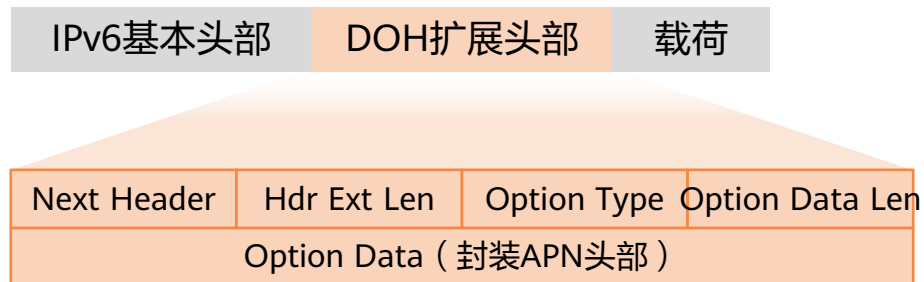 IPv6基本头部 DOH扩展头部 载荷
Next Header Hdr Ext Len Option Type Option Data Len
Option Data（封装APN头部）